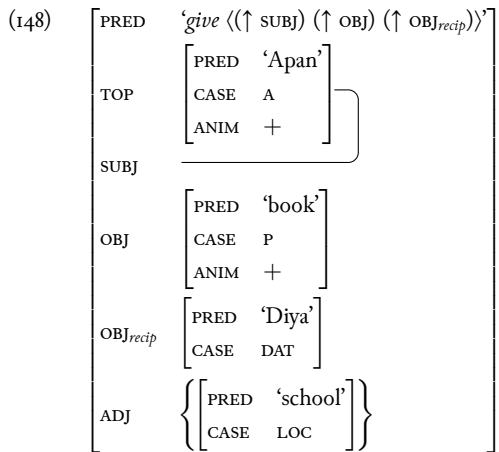 (148) PRED ‘give ⟨(↑ SUBJ) (↑ OBJ) (↑ OBJrecip)⟩’
PRED ‘Apan’
TOP CASE A
ANIM +
SUBJ
PRED ‘book’
OBJ CASE P
ANIM +
OBJrecip PRED ‘Diya’
CASE DAT
ADJ { PRED ‘school’ }
CASE LOC